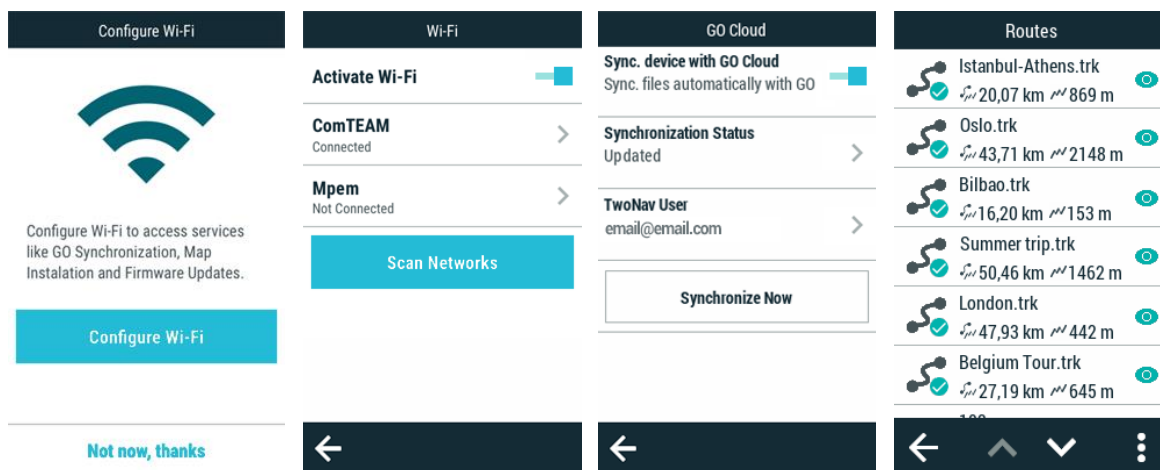 Configure Wi-Fi
Configure Wi-Fi to access services
like GO Synchronization, Map
Instalation and Firmware Updates.
Configure Wi-Fi
Not now, thanks
Wi-Fi
Activate Wi-Fi
ComTEAM
Connected
Mpem
Not Connected
Scan Networks
GO Cloud
Sync. device with GO Cloud
Sync. files automatically with GO
Synchronization Status
Updated
TwoNav User
email@email.com
Synchronize Now
Routes
Istanbul-Athens.trk
20,07 km 869 m
Oslo.trk
43,71 km 2148 m
Bilbao.trk
16,20 km 153 m
Summer trip.trk
50,46 km 1462 m
London.trk
47,93 km 442 m
Belgium Tour.trk
27,19 km 645 m